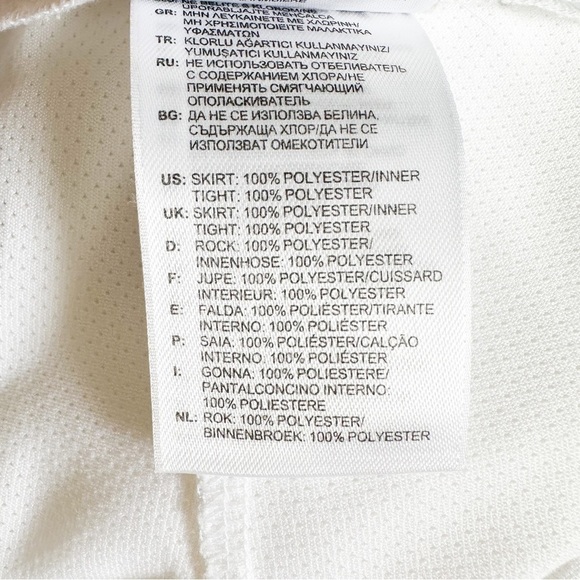 UPORABLJAJTE MEHČALCA
GR: ΜΗΝ ΛΕΥΚΑΙΝΕΤΕ ΜΕ ΧΛΩΡΙΝΗ/
ΜΗ ΧΡΗΣΙΜΟΠΟΙΕΙΤΕ ΜΑΛΑΚΤΙΚΑ
ΥΦΑΣΜΑΤΩΝ
TR: KLORLU AĞARTICI KULLANMAYINIZ/
YUMUŞATICI KULLANMAYINIZ
RU: НЕ ИСПОЛЬЗОВАТЬ ОТБЕЛИВАТЕЛЬ
С СОДЕРЖАНИЕМ ХЛОРА/НЕ
ПРИМЕНЯТЬ СМЯГЧАЮЩИЙ
ОПОЛАСКИВАТЕЛЬ
BG: ДА НЕ СЕ ИЗПОЛЗВА БЕЛИНА,
СЪДЪРЖАЩА ХЛОР/ДА НЕ СЕ
ИЗПОЛЗВАТ ОМЕКОТИТЕЛИ
US: SKIRT: 100% POLYESTER/INNER
TIGHT: 100% POLYESTER
UK: SKIRT: 100% POLYESTER/INNER
TIGHT: 100% POLYESTER
D: ROCK: 100% POLYESTER/
INNENHOSE: 100% POLYESTER
F: JUPE: 100% POLYESTER/CUISSARD
INTERIEUR: 100% POLYESTER
E: FALDA: 100% POLIÉSTER/TIRANTE
INTERNO: 100% POLIÉSTER
P: SAIA: 100% POLIÉSTER/CALÇÃO
INTERNO: 100% POLIÉSTER
I: GONNA: 100% POLIESTERE/
PANTALONCINO INTERNO:
100% POLIESTERE
NL: ROK: 100% POLYESTER/
BINNENBROEK: 100% POLYESTER